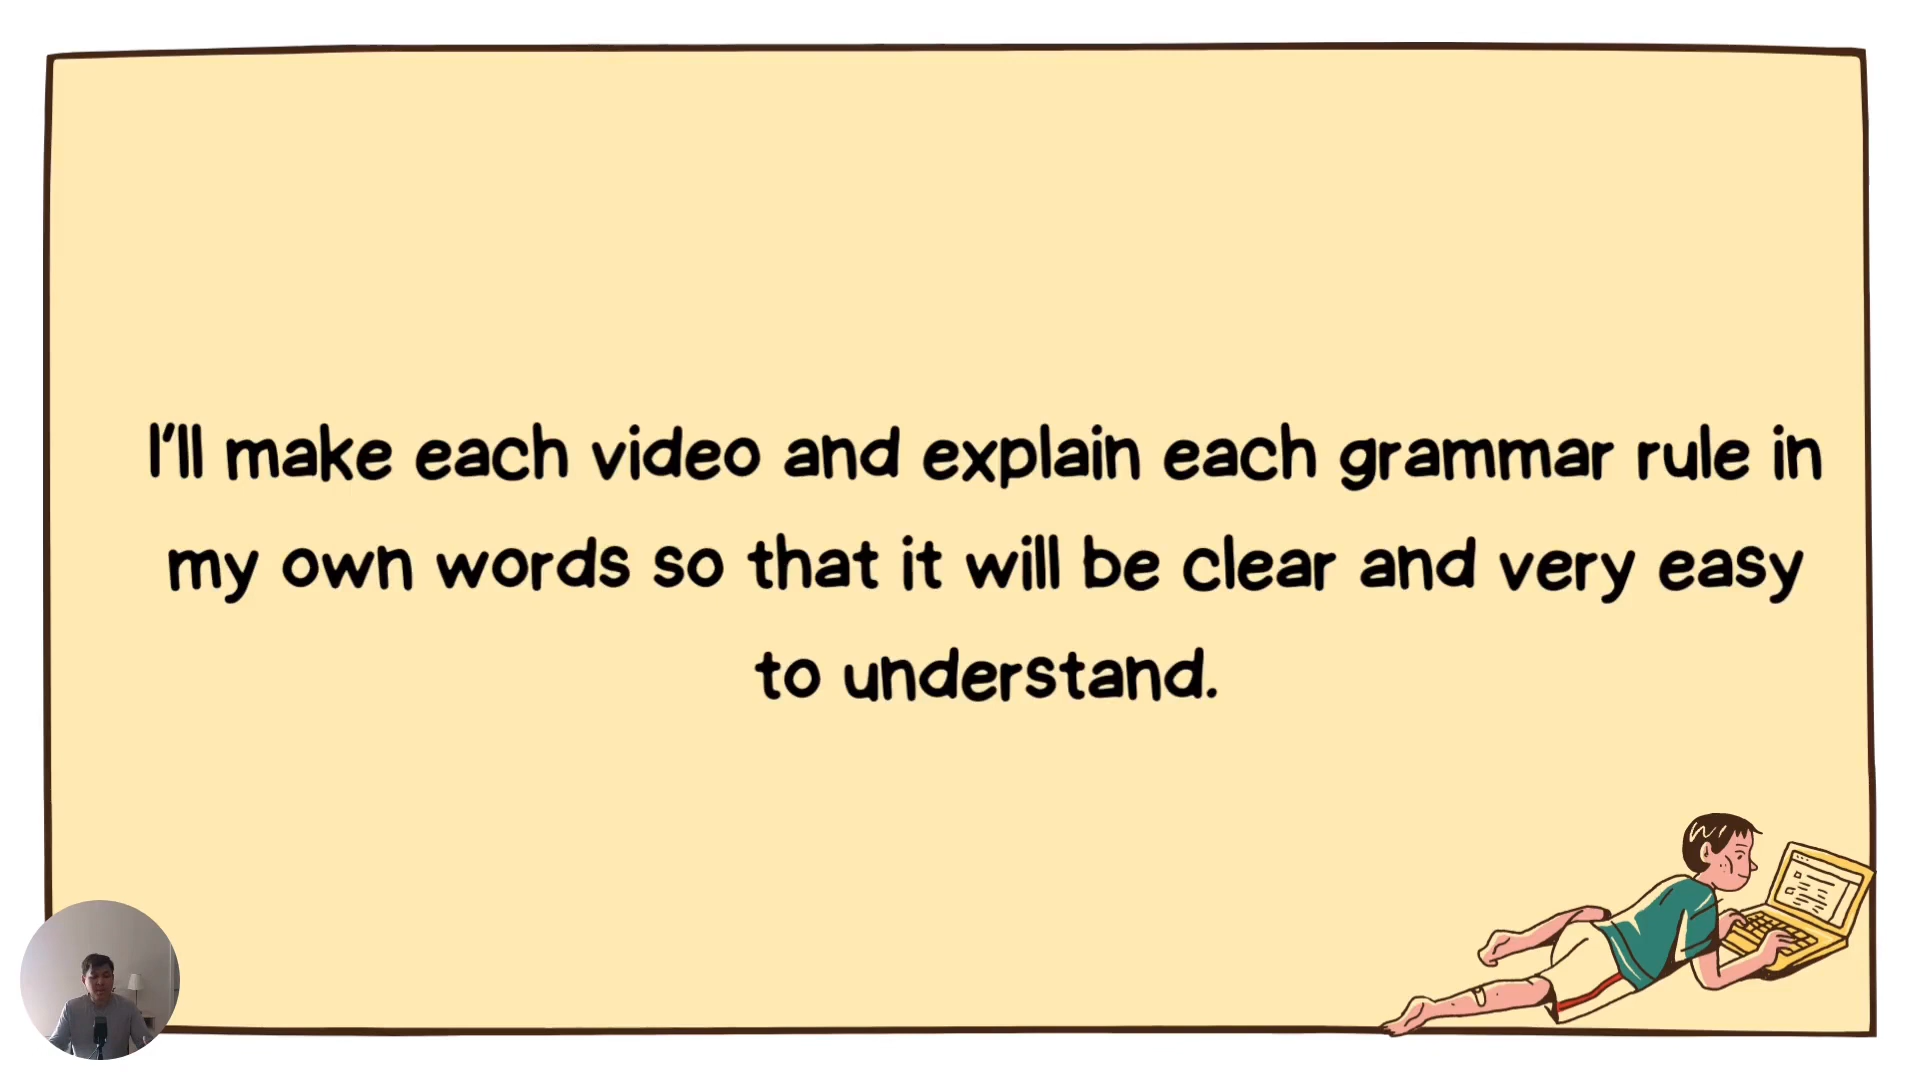 I'll make each video and explain each grammar rule in
my own words so that it will be clear and very easy
to understand.